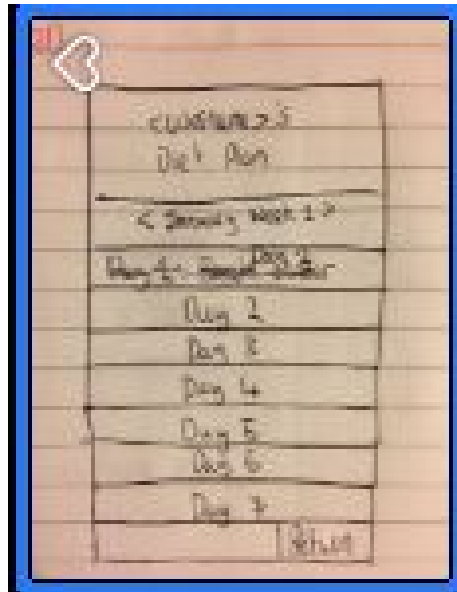 <Username>'s
Diet Plan
< January Week 1 >
Day 1
Day 2
Day 3
Day 4
Day 5
Day 6
Day 7
Return